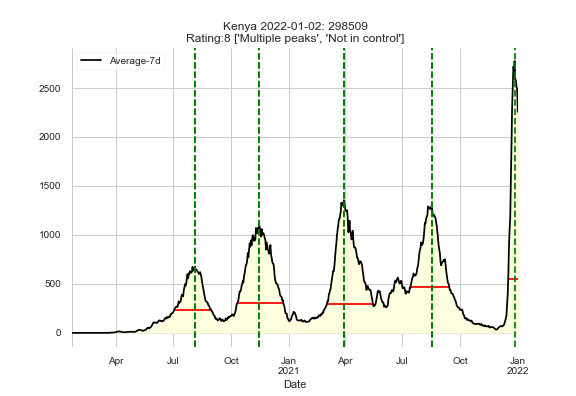 Kenya 2022-01-02: 298509
Rating:8 ['Multiple peaks', 'Not in control']
Average-7d
2500
2000
1500
1000
500
0
Apr Jul Oct Jan Apr Jul Oct Jan
2021 2022
Date